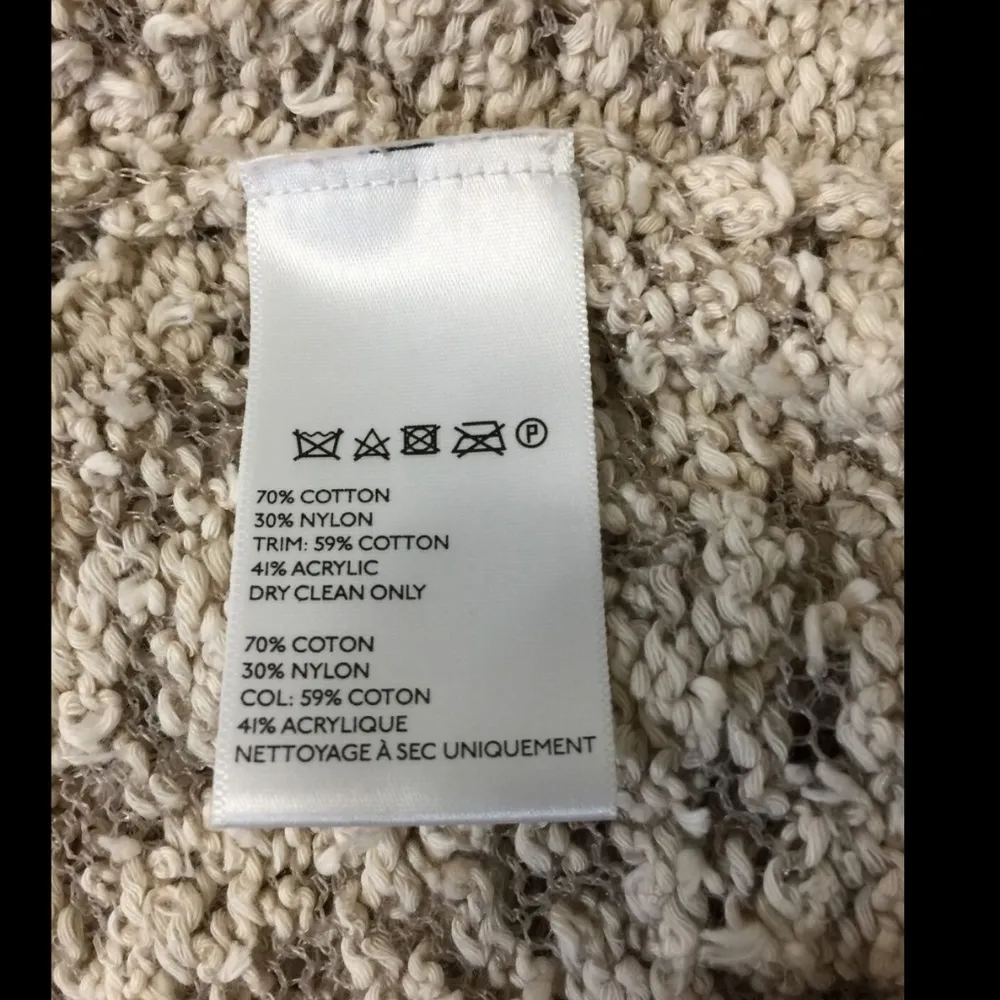 P
70% COTTON
30% NYLON
TRIM: 59% COTTON
41% ACRYLIC
DRY CLEAN ONLY
70% COTON
30% NYLON
COL: 59% COTON
41% ACRYLIQUE
NETTOYAGE À SEC UNIQUEMENT